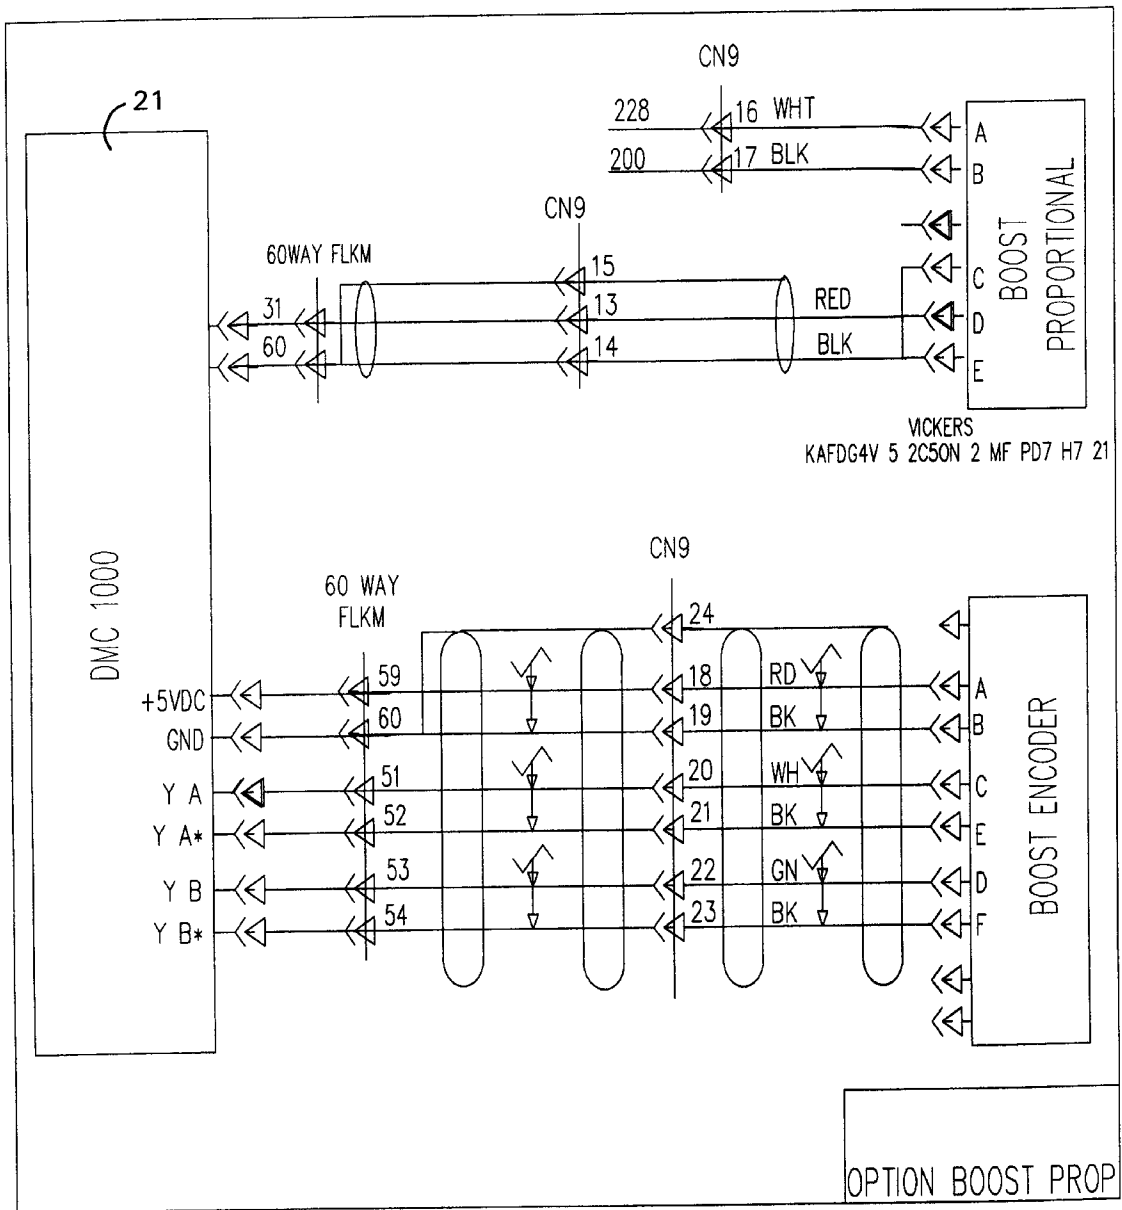 CN9
21
228 16 WHT A
200 17 BLK B
CN9
60WAY FLKM
15 C
31 13 RED D
60 14 BLK E
BOOST
PROPORTIONAL
VICKERS
KAFDG4V 5 2C50N 2 MF PD7 H7 21
DMC 1000
CN9
60 WAY
FLKM
24
+5VDC 59 18 RD A
GND 60 19 BK B
Y A 51 20 WH C
Y A* 52 21 BK E
Y B 53 22 GN D
Y B* 54 23 BK F
BOOST ENCODER
OPTION BOOST PROP